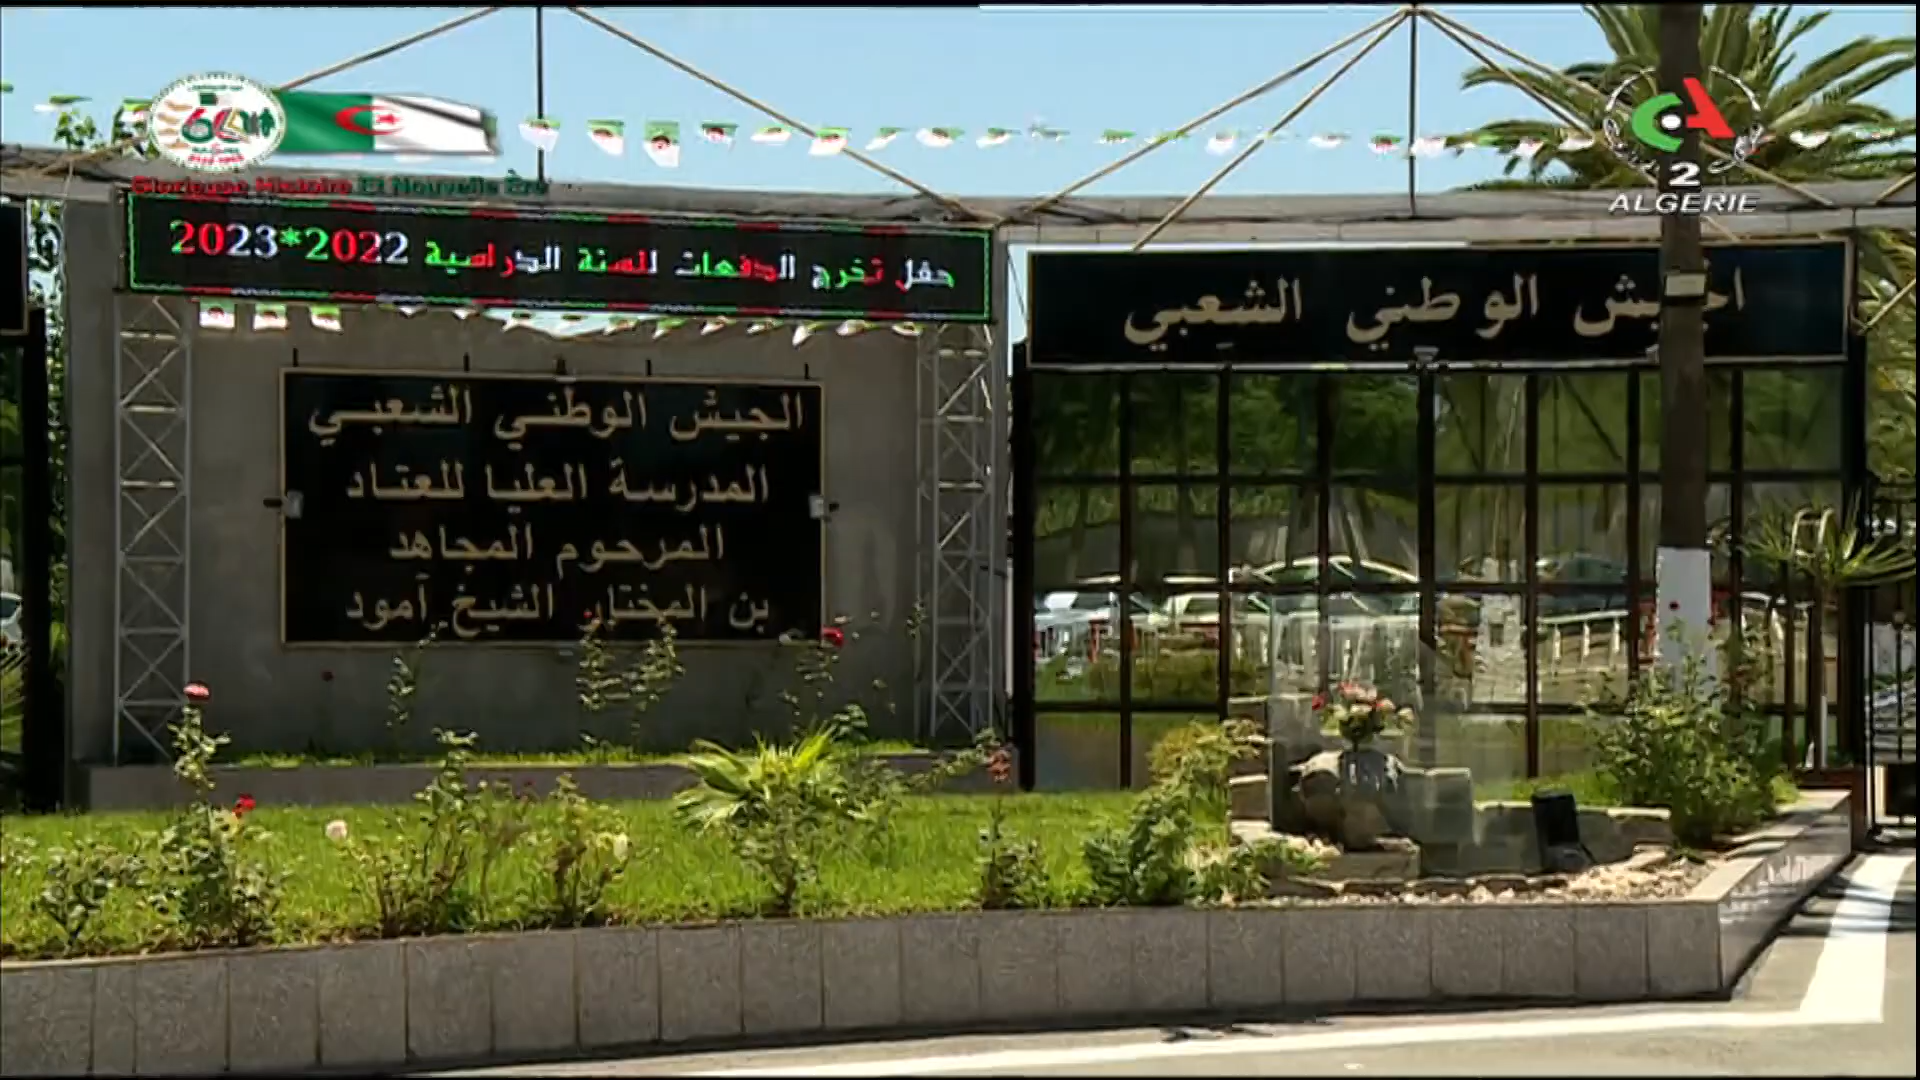 Glorieuse Histoire Et Nouvelle Ère
2
ALGERIE
حفل تخرج الدفعات للسنة الدراسية 2022*2023
الجيش الوطني الشعبي
الجيش الوطني الشعبي
المدرسة العليا للعتاد
المرحوم المجاهد
بن المختار الشيخ آمود